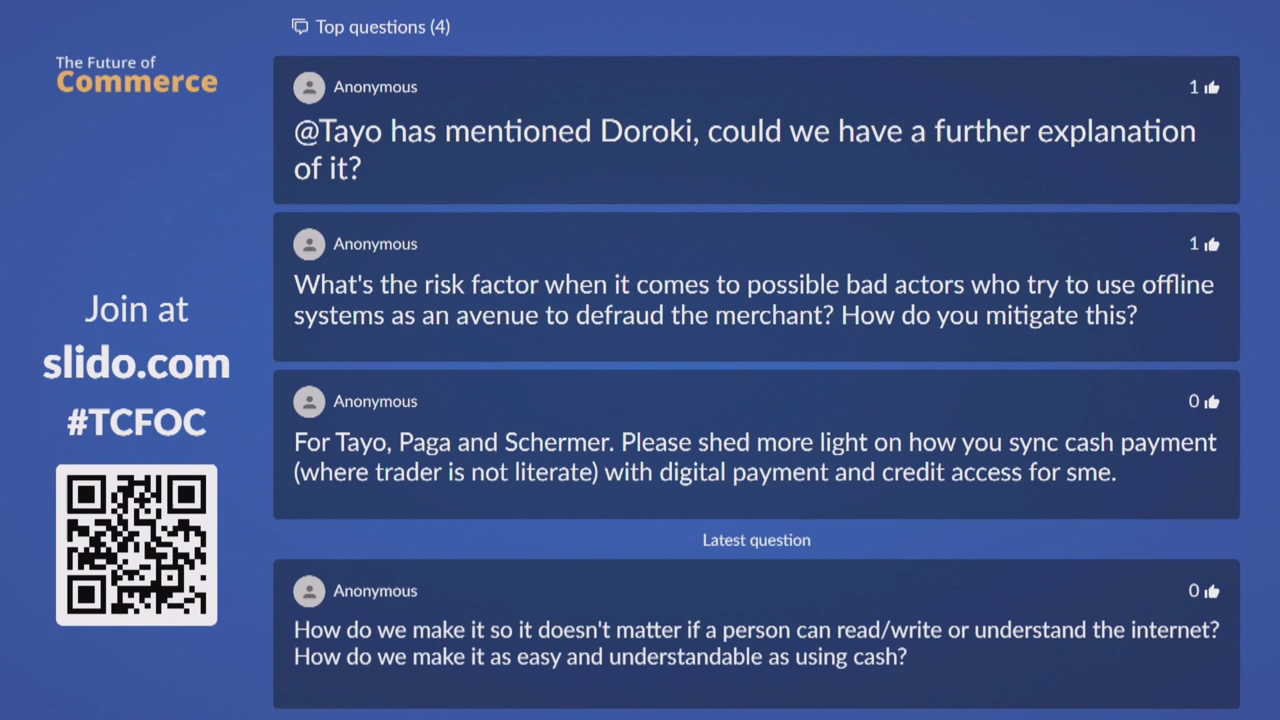 Top questions (4)
The Future of
Commerce
Anonymous
1
@Tayo has mentioned Doroki, could we have a further explanation
of it?
Anonymous
1
What's the risk factor when it comes to possible bad actors who try to use offline
systems as an avenue to defraud the merchant? How do you mitigate this?
Join at
slido.com
#TCFOC
Anonymous
0
For Tayo, Paga and Schermer. Please shed more light on how you sync cash payment
(where trader is not literate) with digital payment and credit access for sme.
Latest question
Anonymous
0
How do we make it so it doesn't matter if a person can read/write or understand the internet?
How do we make it as easy and understandable as using cash?